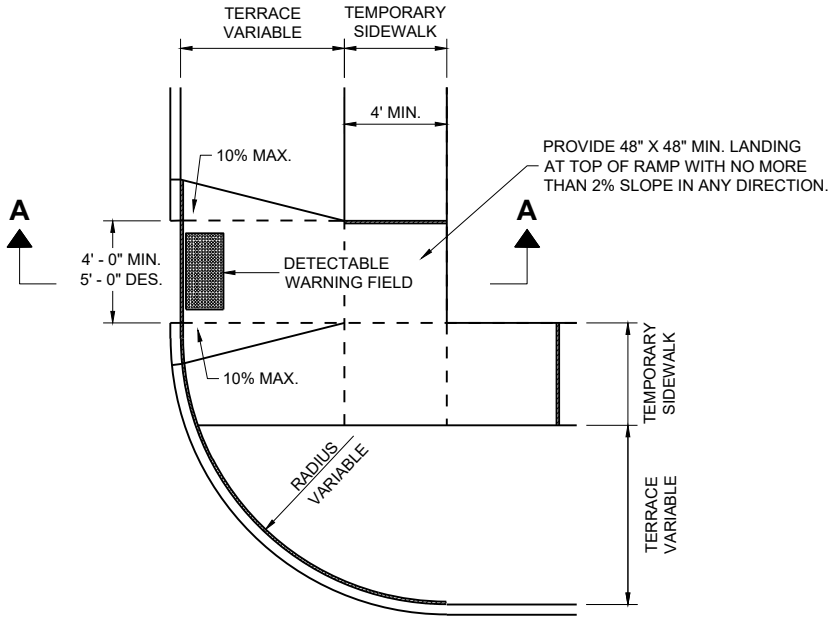 TERRACE
VARIABLE
TEMPORARY
SIDEWALK
4' MIN.
10% MAX.
PROVIDE 48" X 48" MIN. LANDING
AT TOP OF RAMP WITH NO MORE
THAN 2% SLOPE IN ANY DIRECTION.
A
A
4' - 0" MIN.
5' - 0" DES.
DETECTABLE
WARNING FIELD
10% MAX.
TEMPORARY
SIDEWALK
RADIUS
VARIABLE
TERRACE
VARIABLE